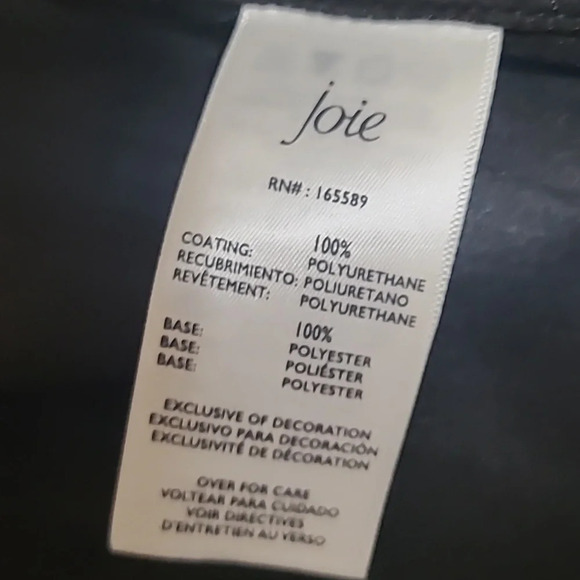 joie
RN#: 165589
COATING: 100% POLYURETHANE
RECUBRIMIENTO: POLIURETANO
REVÊTEMENT: POLYURETHANE
BASE: 100% POLYESTER
BASE: POLIÉSTER
BASE: POLYESTER
EXCLUSIVE OF DECORATION
EXCLUSIVO PARA DECORACIÓN
EXCLUSIVITÉ DE DÉCORATION
OVER FOR CARE
VOLTEAR PARA CUIDADO
VOIR DIRECTIVES
D'ENTRETIEN AU VERSO